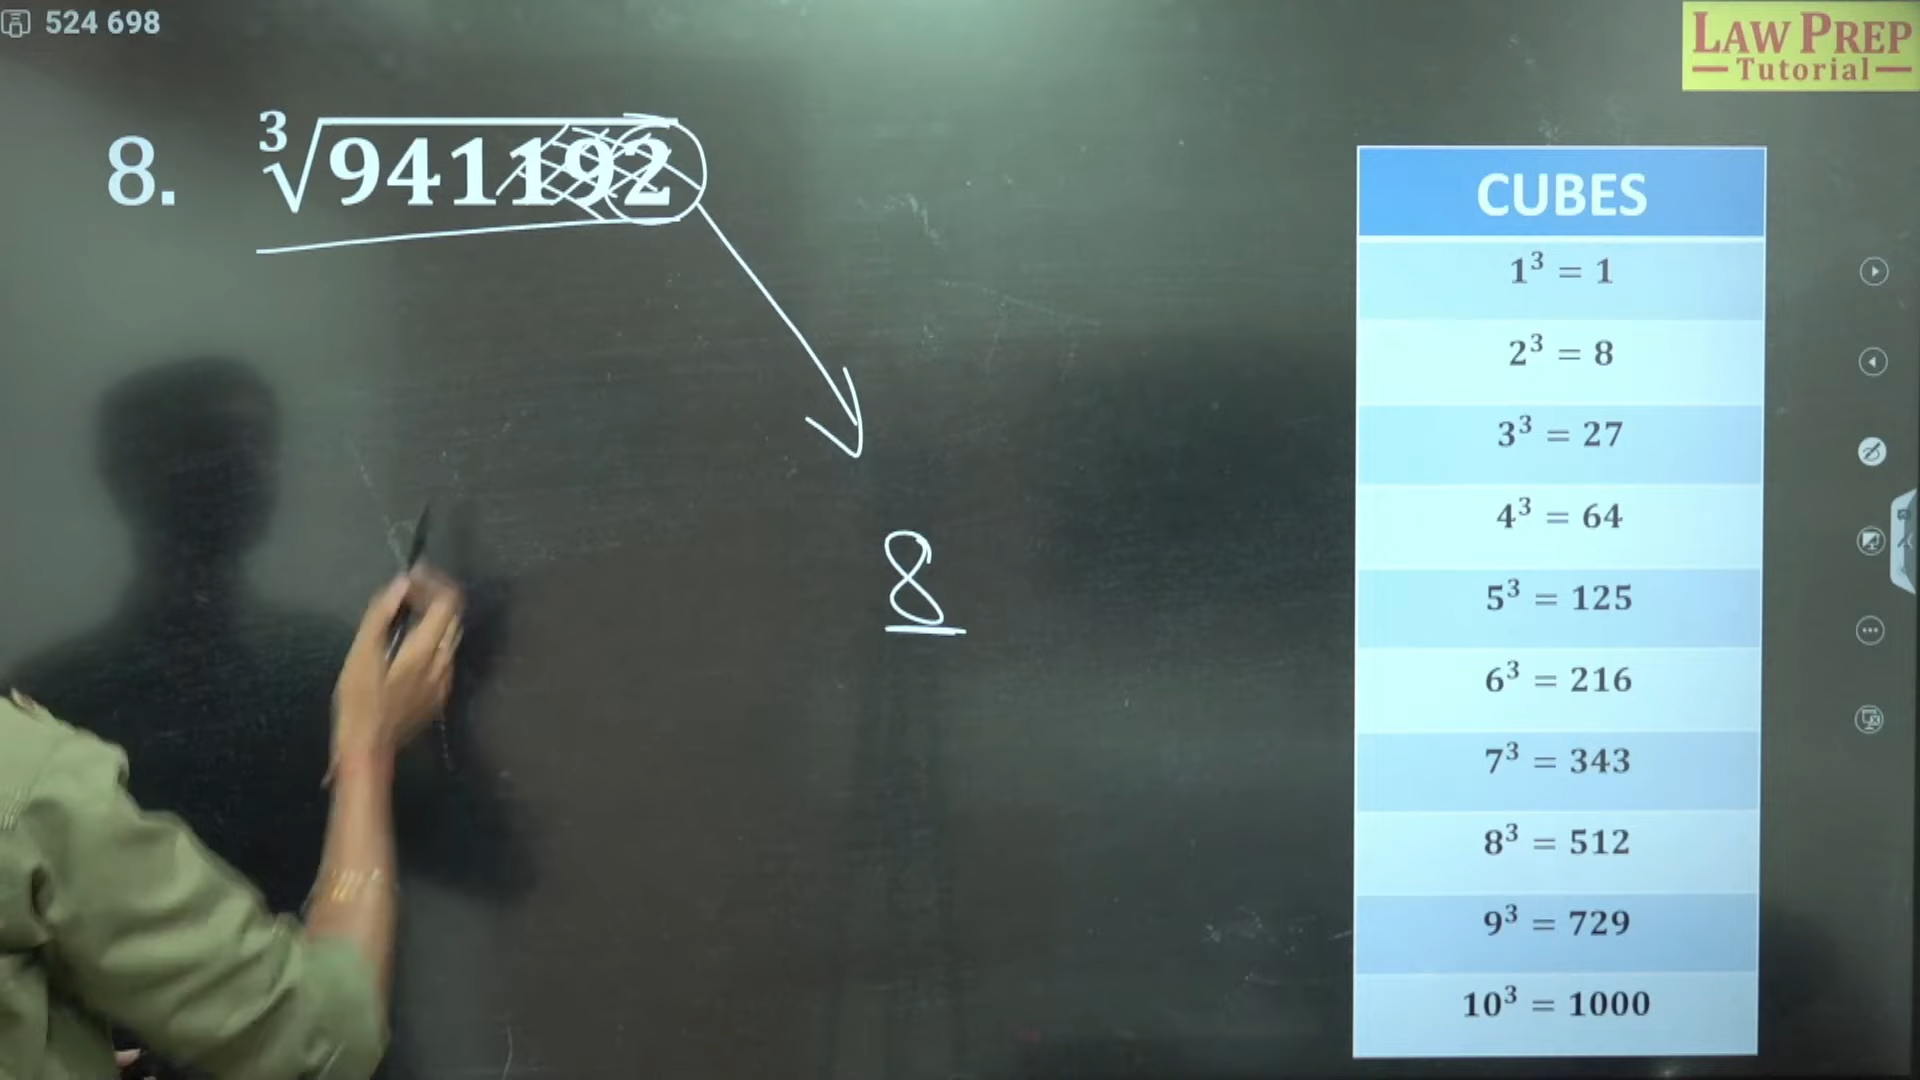 524 698
LAW PREP
Tutorial
8. ∛941192
8
CUBES
1³ = 1
2³ = 8
3³ = 27
4³ = 64
5³ = 125
6³ = 216
7³ = 343
8³ = 512
9³ = 729
10³ = 1000